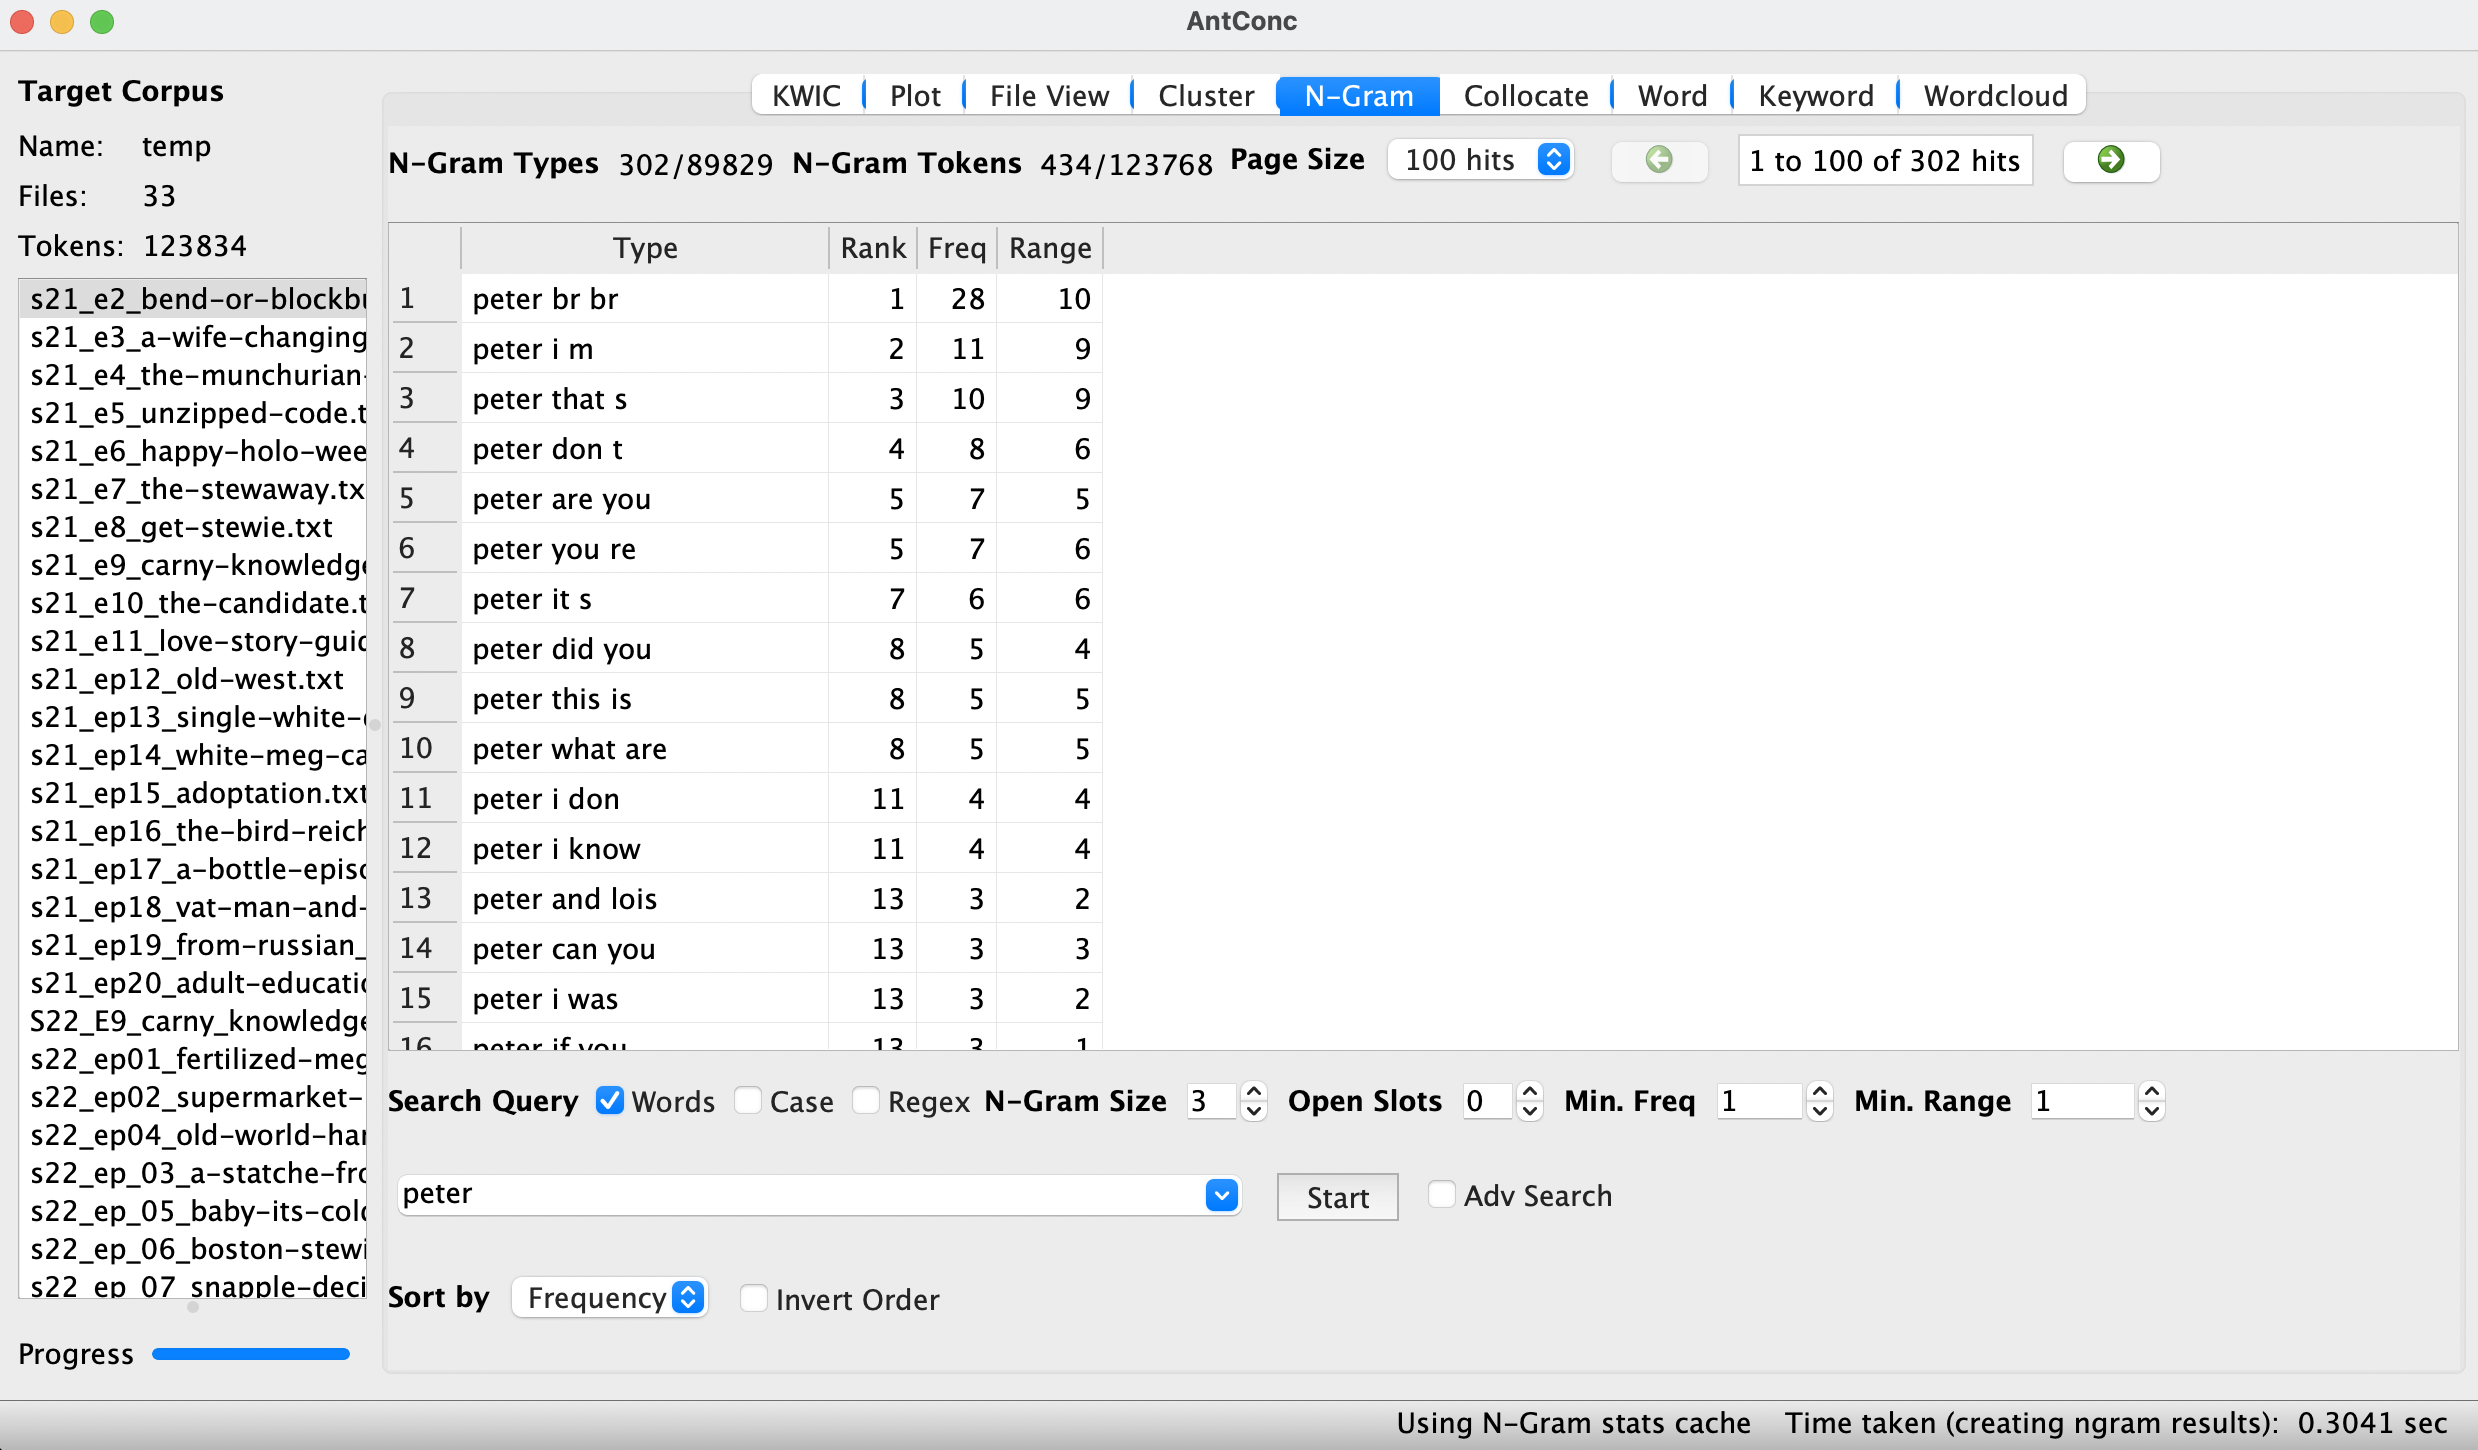 AntConc
Target Corpus
Name: temp
Files: 33
Tokens: 123834
s21_e2_bend-or-blockbu
s21_e3_a-wife-changing
s21_e4_the-munchurian-
s21_e5_unzipped-code.t
s21_e6_happy-holo-wee
s21_e7_the-stewaway.tx
s21_e8_get-stewie.txt
s21_e9_carny-knowledge
s21_e10_the-candidate.t
s21_e11_love-story-guid
s21_ep12_old-west.txt
s21_ep13_single-white-
s21_ep14_white-meg-ca
s21_ep15_adoptation.txt
s21_ep16_the-bird-reich
s21_ep17_a-bottle-episo
s21_ep18_vat-man-and-
s21_ep19_from-russian_
s21_ep20_adult-educatio
S22_E9_carny_knowledge
s22_ep01_fertilized-meg
s22_ep02_supermarket-
s22_ep04_old-world-har
s22_ep_03_a-statche-fro
s22_ep_05_baby-its-cold
s22_ep_06_boston-stewi
s22_ep_07_snapple-deci
Progress
KWIC Plot File View Cluster N-Gram Collocate Word Keyword Wordcloud
N-Gram Types 302/89829 N-Gram Tokens 434/123768 Page Size 100 hits 1 to 100 of 302 hits
Type Rank Freq Range
1 peter br br 1 28 10
2 peter i m 2 11 9
3 peter that s 3 10 9
4 peter don t 4 8 6
5 peter are you 5 7 5
6 peter you re 5 7 6
7 peter it s 7 6 6
8 peter did you 8 5 4
9 peter this is 8 5 5
10 peter what are 8 5 5
11 peter i don 11 4 4
12 peter i know 11 4 4
13 peter and lois 13 3 2
14 peter can you 13 3 3
15 peter i was 13 3 2
16 peter if you 13 3 1
Search Query Words Case Regex N-Gram Size 3 Open Slots 0 Min. Freq 1 Min. Range 1
peter Start Adv Search
Sort by Frequency Invert Order
Using N-Gram stats cache Time taken (creating ngram results): 0.3041 sec